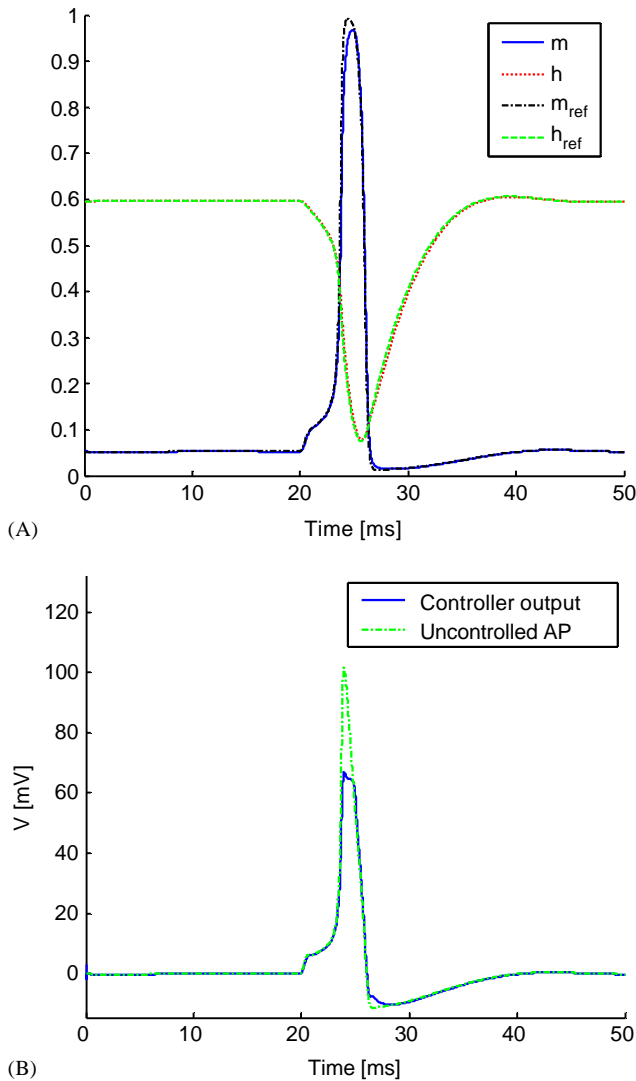 1
0.9
0.8
0.7
0.6
0.5
0.4
0.3
0.2
0.1
0
m
h
m_ref
h_ref
0 10 20 30 40 50
Time [ms]
(A)
120
100
80
60
40
20
0
V [mV]
Controller output
Uncontrolled AP
0 10 20 30 40 50
Time [ms]
(B)